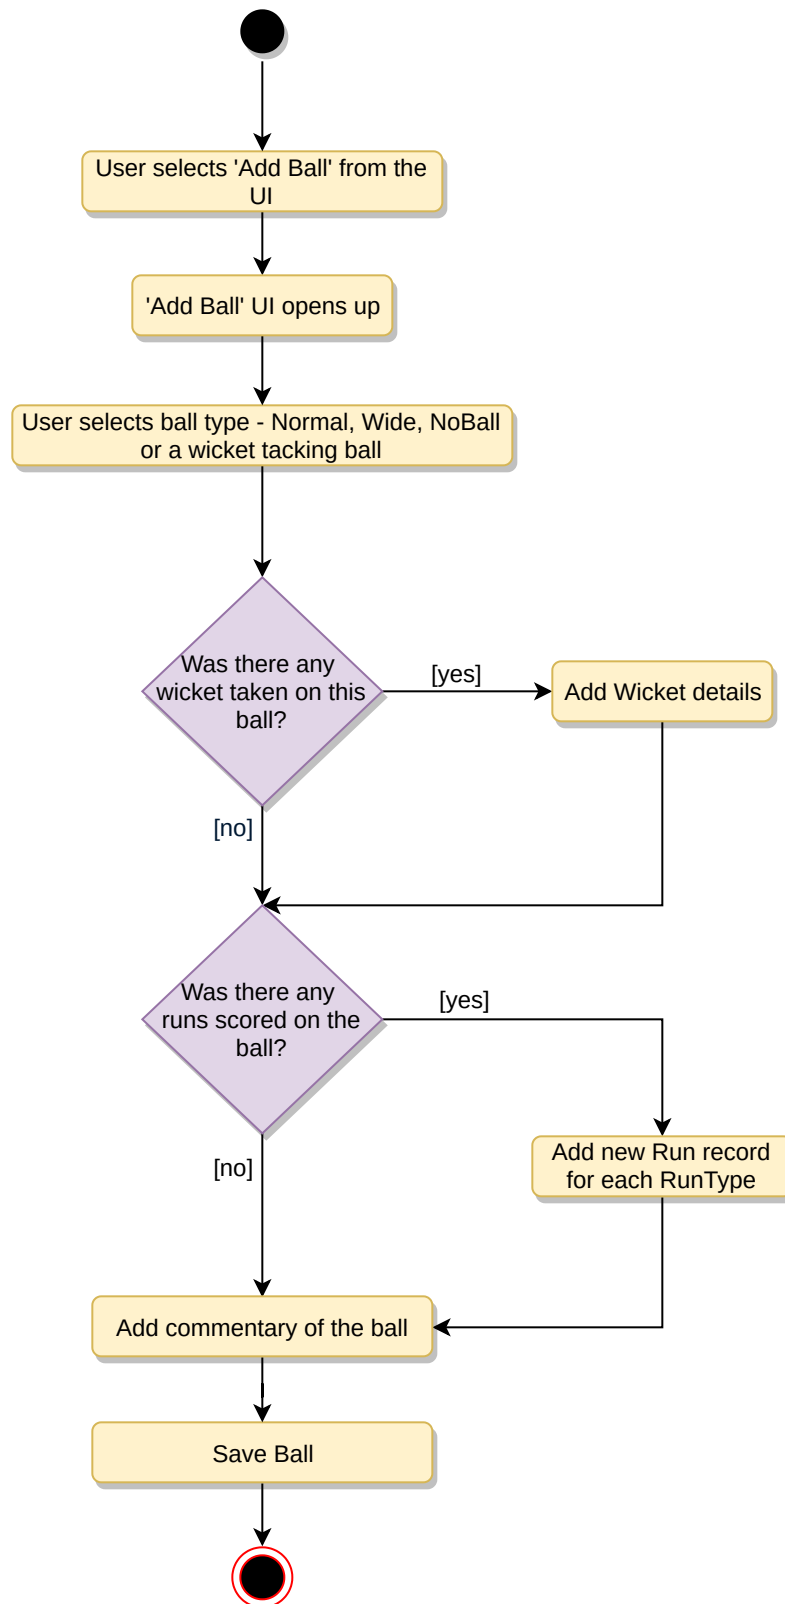 User selects 'Add Ball' from the
UI
'Add Ball' UI opens up
User selects ball type - Normal, Wide, NoBall
or a wicket tacking ball
Was there any
wicket taken on this
ball?
[yes]
Add Wicket details
[no]
Was there any
runs scored on the
ball?
[yes]
Add new Run record
for each RunType
[no]
Add commentary of the ball
Save Ball